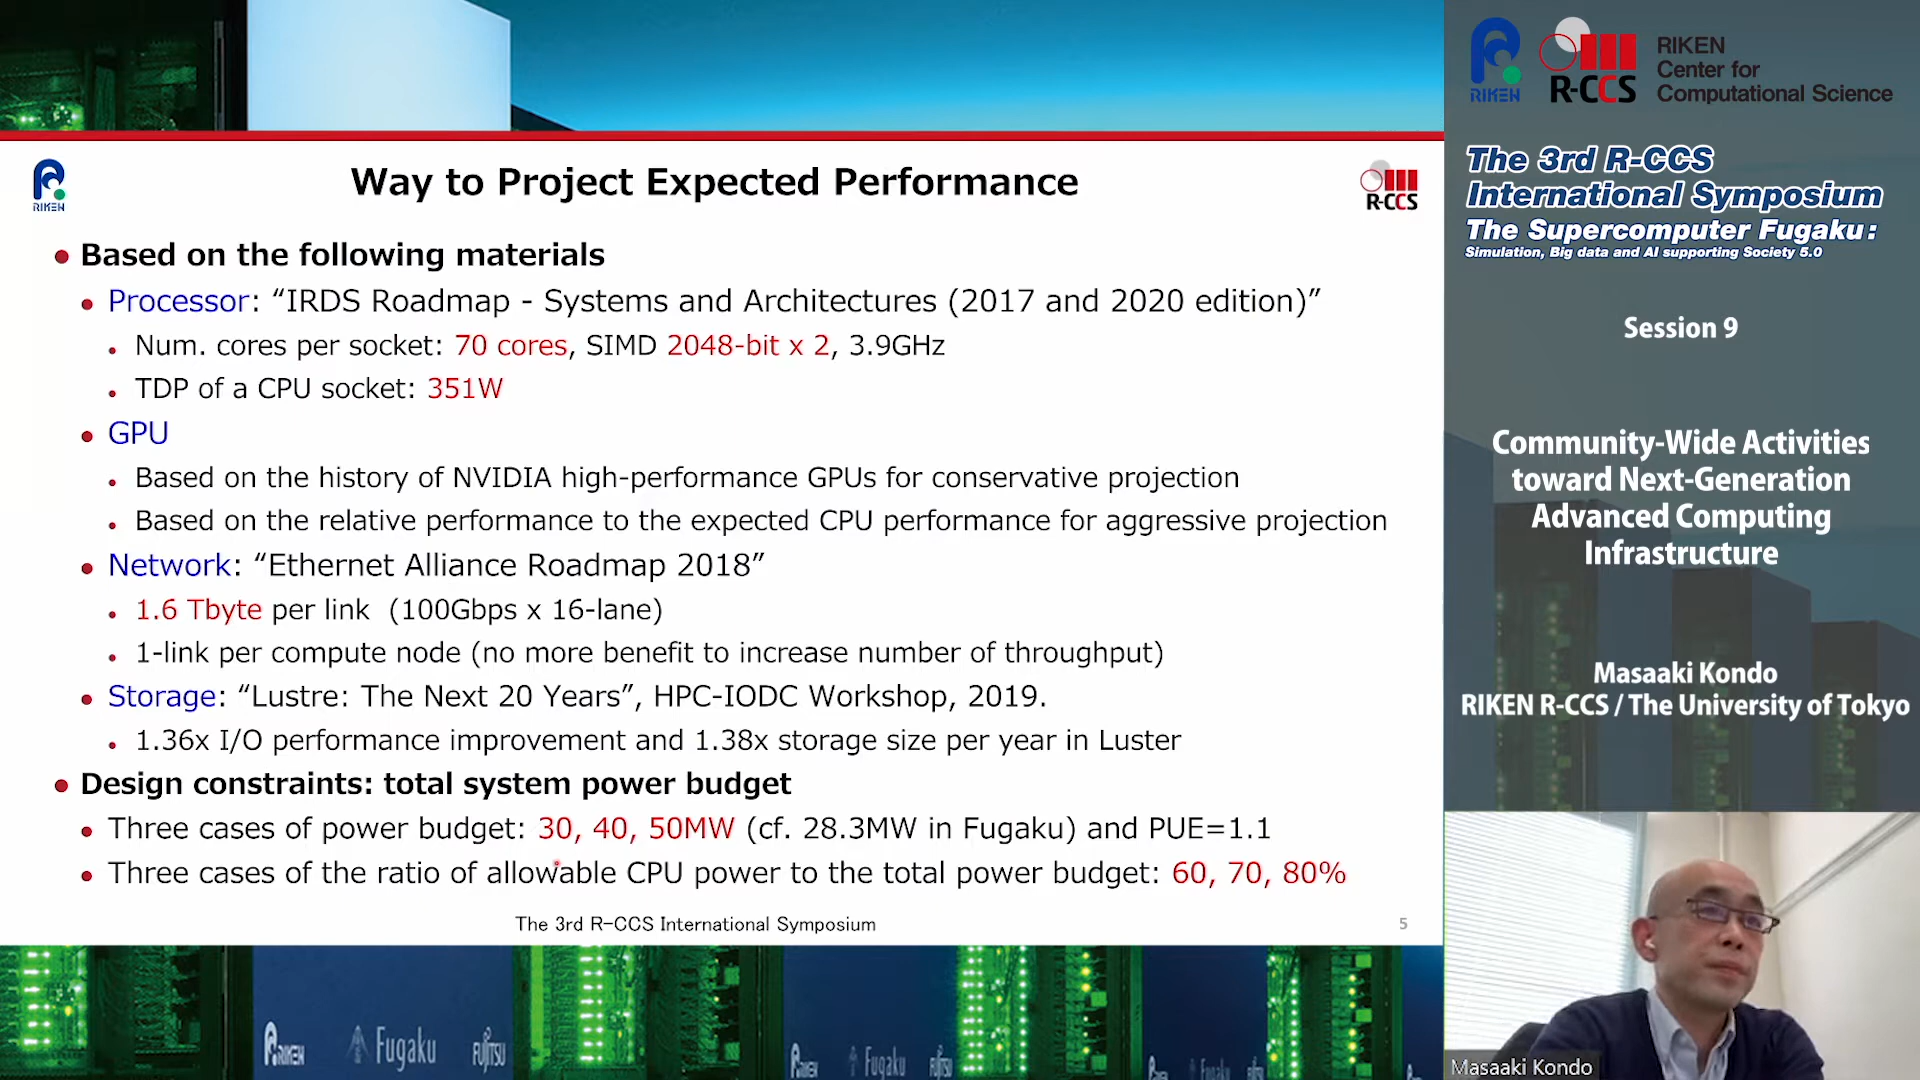 RIKEN
R-CCS
RIKEN
Center for
Computational Science
The 3rd R-CCS
International Symposium
The Supercomputer Fugaku:
Simulation, Big data and AI supporting Society 5.0
Session 9
Community-Wide Activities
toward Next-Generation
Advanced Computing
Infrastructure
Masaaki Kondo
RIKEN R-CCS / The University of Tokyo
Masaaki Kondo
RIKEN
Way to Project Expected Performance
R-CCS
• Based on the following materials
• Processor: “IRDS Roadmap - Systems and Architectures (2017 and 2020 edition)”
• Num. cores per socket: 70 cores, SIMD 2048-bit x 2, 3.9GHz
• TDP of a CPU socket: 351W
• GPU
• Based on the history of NVIDIA high-performance GPUs for conservative projection
• Based on the relative performance to the expected CPU performance for aggressive projection
• Network: “Ethernet Alliance Roadmap 2018”
• 1.6 Tbyte per link (100Gbps x 16-lane)
• 1-link per compute node (no more benefit to increase number of throughput)
• Storage: “Lustre: The Next 20 Years”, HPC-IODC Workshop, 2019.
• 1.36x I/O performance improvement and 1.38x storage size per year in Luster
• Design constraints: total system power budget
• Three cases of power budget: 30, 40, 50MW (cf. 28.3MW in Fugaku) and PUE=1.1
• Three cases of the ratio of allowable CPU power to the total power budget: 60, 70, 80%
The 3rd R-CCS International Symposium
5
RIKEN Fugaku FUJITSU
RIKEN Fugaku FUJITSU